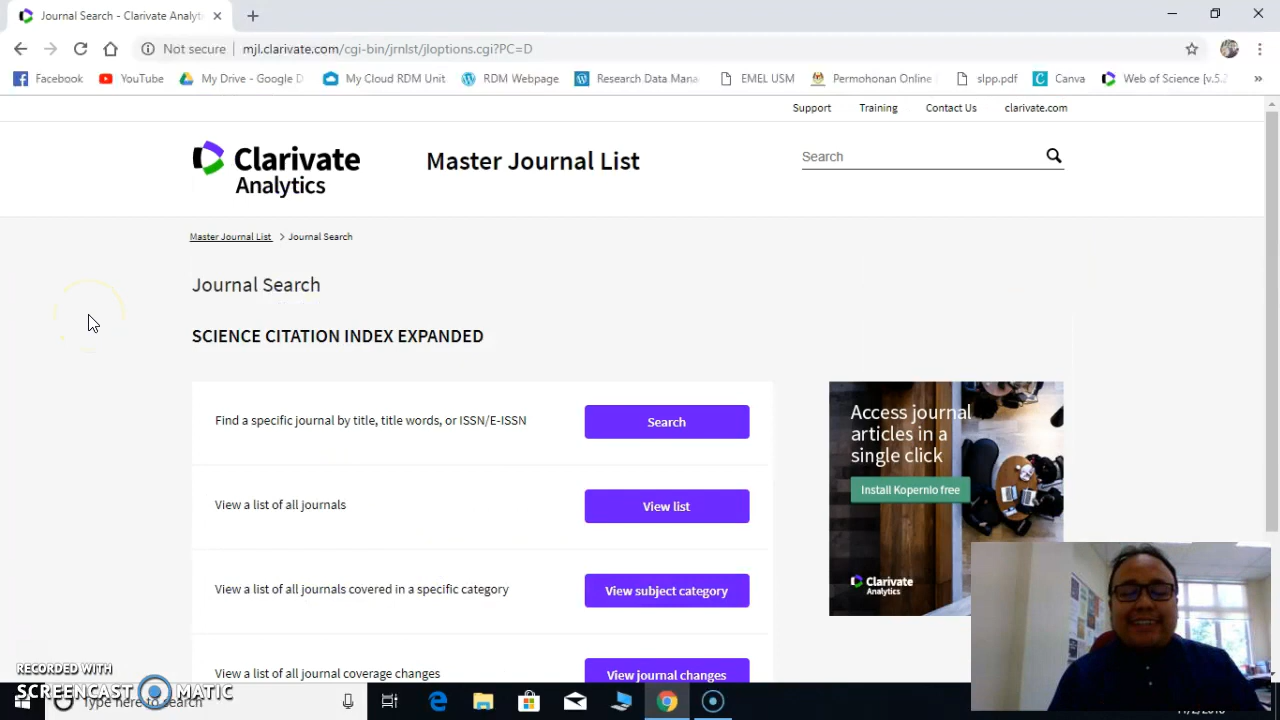 Journal Search - Clarivate Analyt
Not secure
mjl.clarivate.com/cgi-bin/jrnlst/jloptions.cgi?PC=D
Facebook
YouTube
My Drive - Google D
My Cloud RDM Unit
RDM Webpage
Research Data Mana
EMEL USM
Permohonan Online
slpp.pdf
Canva
Web of Science [v.5.2
»
Support
Training
Contact Us
clarivate.com
Clarivate
Analytics
Master Journal List
Search
Master Journal List > Journal Search
Journal Search
SCIENCE CITATION INDEX EXPANDED
Find a specific journal by title, title words, or ISSN/E-ISSN
Search
View a list of all journals
View list
View a list of all journals covered in a specific category
View subject category
View a list of all journal coverage changes
View journal changes
Access journal
articles in a
single click
Install Kopernio free
Clarivate
Analytics
RECORDED WITH
SCREENCAST MATIC
Type here to search